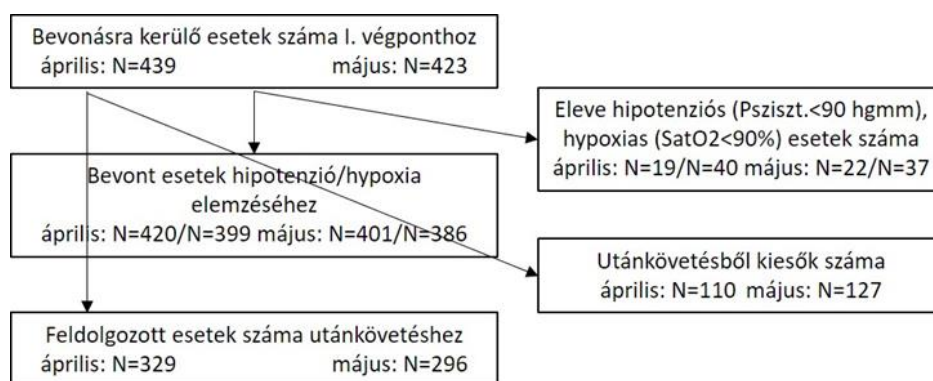 Bevonásra kerülő esetek száma I. végponthoz
április: N=439 május: N=423
Eleve hipotenziós (Psziszt.<90 hgmm),
hypoxias (SatO2<90%) esetek száma
április: N=19/N=40 május: N=22/N=37
Bevont esetek hipotenzió/hypoxia
elemzéséhez
április: N=420/N=399 május: N=401/N=386
Utánkövetésből kiesők száma
április: N=110 május: N=127
Feldolgozott esetek száma utánkövetéshez
április: N=329 május: N=296